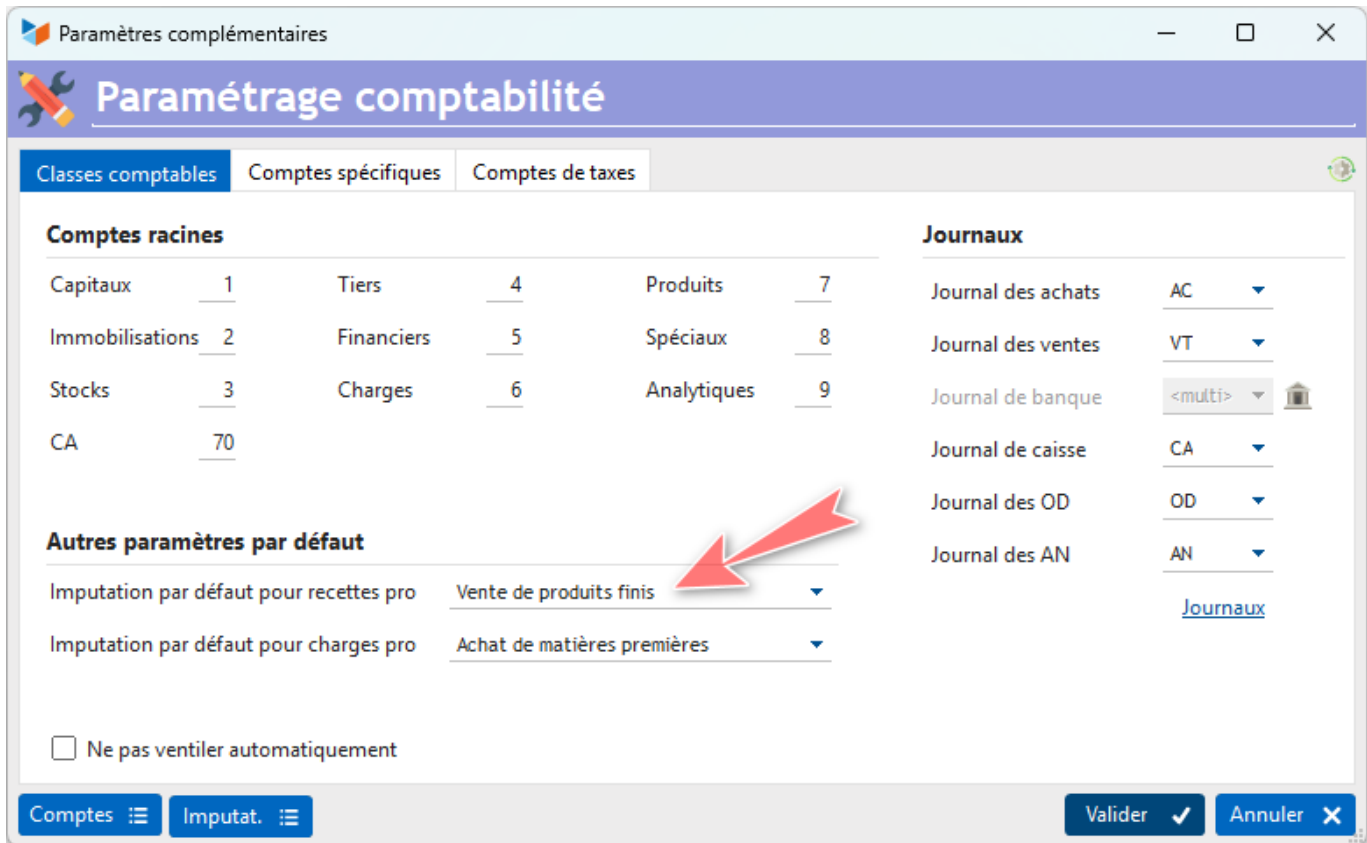 Paramètres complémentaires
Paramétrage comptabilité
Classes comptables Comptes spécifiques Comptes de taxes
Comptes racines
Capitaux 1 Tiers 4 Produits 7
Immobilisations 2 Financiers 5 Spéciaux 8
Stocks 3 Charges 6 Analytiques 9
CA 70
Autres paramètres par défaut
Imputation par défaut pour recettes pro Vente de produits finis
Imputation par défaut pour charges pro Achat de matières premières
Ne pas ventiler automatiquement
Journaux
Journal des achats AC
Journal des ventes VT
Journal de banque <multi>
Journal de caisse CA
Journal des OD OD
Journal des AN AN
Journaux
Comptes Imputat. Valider Annuler